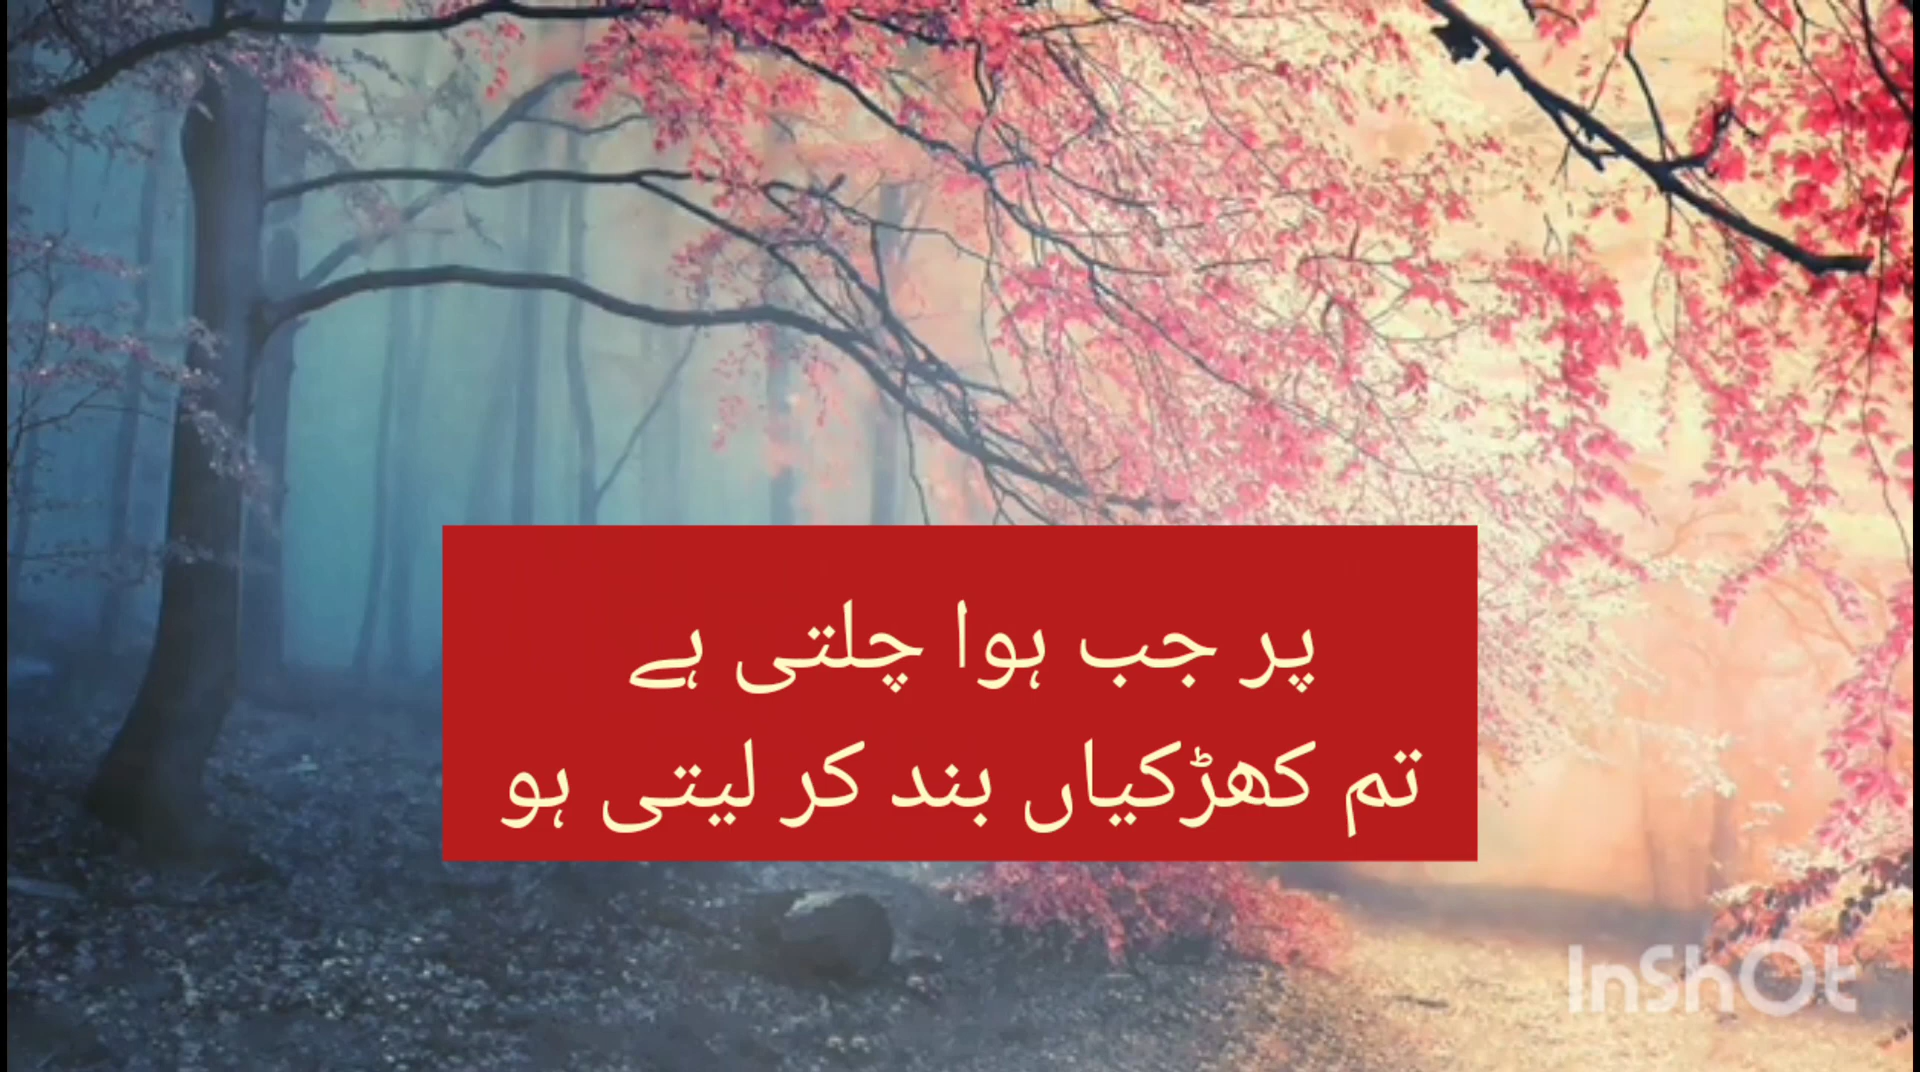 پر جب ہوا چلتی ہے
تم کھڑکیاں بند کر لیتی ہو
InShOt